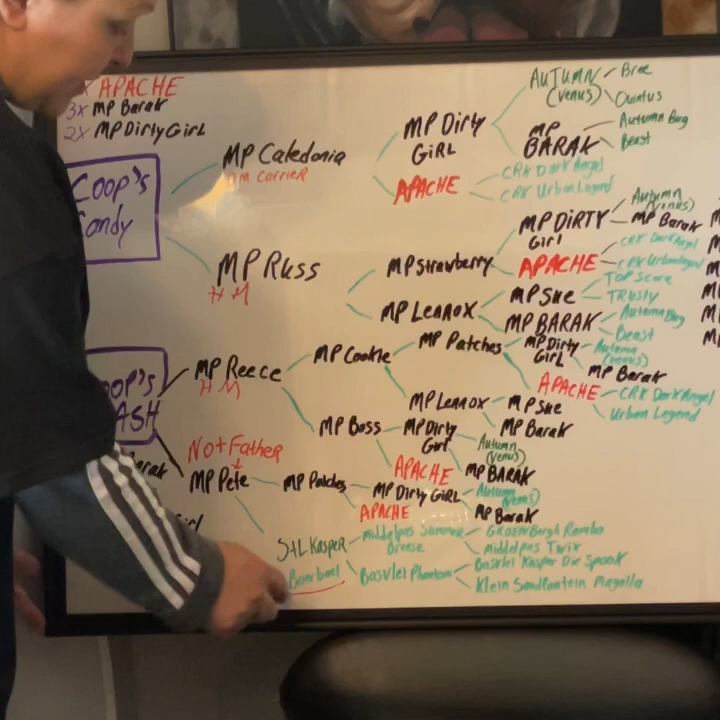 APACHE
3x MP Barak
2x MP Dirty Girl
Coop's
MP Caledonia
HM Carrier
MP Dirty
GiRL
APACHE
AUTUMN
(venus)
Bree
Quintus
MP
BARAK
Autumn Burg
Beast
CRK Dark Angel
CRK Urban Legend
MP Russ
HM
MP Strawberry
MP DIRTY
Girl
Autumn
(venus)
MP Barak
APACHE
CRK Dark Angel
CRK Urban Legend
MP Lennox
MP Sue
TOP Score
TRusty
MP BARAK
Autumn Burg
Beast
ASH
MP Reece
HM
MP Cookie
MP Patches
MP Dirty
GiRL
Autumn
(venus)
MP Barak
APACHE
CRK Dark Angel
Urban Legend
MP Lennox
MP Sue
MP Barak
MP Boss
MP Dirty
Girl
Autumn
(venus)
MP BARAK
APACHE
Not Father
MP Pete
MP Patches
MP Dirty GIRL
Autumn
(venus)
MP Barak
APACHE
StL Kasper
Boerboel
middelpos Summer
Breeze
GROENBergh Rambo
middelpos Twix
Basvlei Phantom
Basvlei Kasper Die Spook
Klein Sandfontein Magella